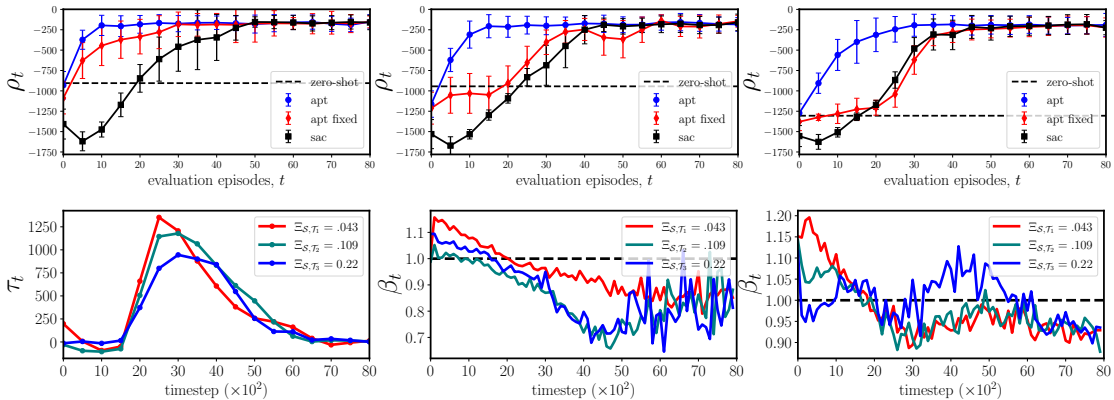 0
−250
−500
−750
−1000
−1250
−1500
−1750
ρt
0 10 20 30 40 50 60 70 80
evaluation episodes, t
zero-shot
apt
apt fixed
sac
0
−250
−500
−750
−1000
−1250
−1500
−1750
ρt
0 10 20 30 40 50 60 70 80
evaluation episodes, t
zero-shot
apt
apt fixed
sac
0
−250
−500
−750
−1000
−1250
−1500
−1750
ρt
0 10 20 30 40 50 60 70 80
evaluation episodes, t
zero-shot
apt
apt fixed
sac
1250
1000
750
500
250
0
τt
0 10 20 30 40 50 60 70 80
timestep (×10²)
Ξ𝒮,𝒯₁ = .043
Ξ𝒮,𝒯₂ = .109
Ξ𝒮,𝒯₃ = 0.22
1.1
1.0
0.9
0.8
0.7
βt
0 10 20 30 40 50 60 70 80
timestep (×10²)
Ξ𝒮,𝒯₁ = .043
Ξ𝒮,𝒯₂ = .109
Ξ𝒮,𝒯₃ = 0.22
1.20
1.15
1.10
1.05
1.00
0.95
0.90
βt
0 10 20 30 40 50 60 70 80
timestep (×10²)
Ξ𝒮,𝒯₁ = .043
Ξ𝒮,𝒯₂ = .109
Ξ𝒮,𝒯₃ = 0.22